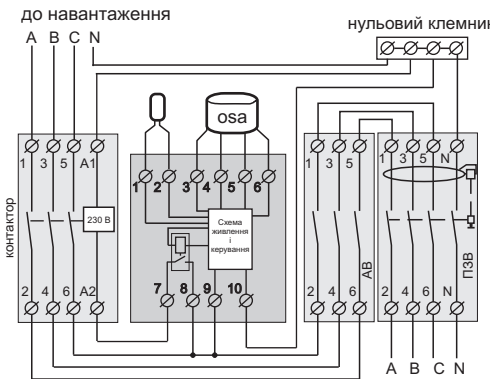 до навантаження
нульовий клемник
A B C N
osa
1 3 5 A1
1 2 3 4 5 6
1 3 5
1 3 5 N
контактор
230 В
Схема
живлення
і
керування
АВ
ПЗВ
2 4 6 A2
7 8 9 10
2 4 6
2 4 6 N
A B C N